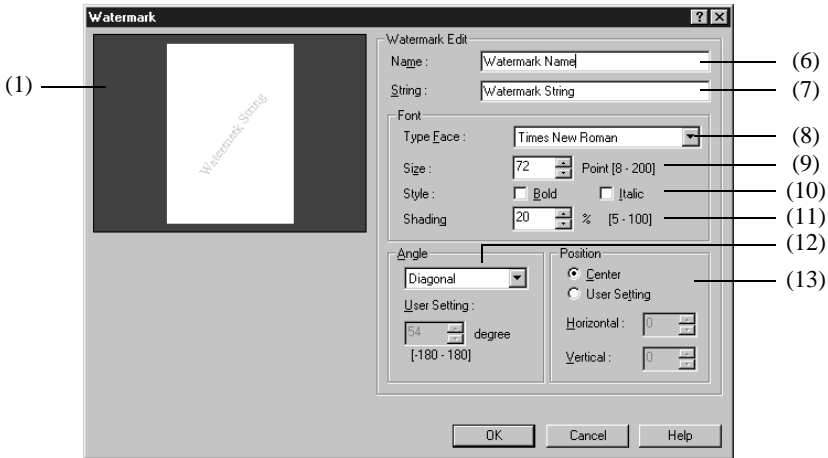 Watermark
Watermark Edit
(1)
Watermark String
Name : Watermark Name (6)
String : Watermark String (7)
Font
Type Face : Times New Roman (8)
Size : 72 Point [8 - 200] (9)
Style : Bold Italic (10)
Shading 20 % [5 - 100] (11)
(12)
Angle
Diagonal
User Setting :
54 degree
[-180 - 180]
Position
Center (13)
User Setting
Horizontal : 0
Vertical : 0
OK Cancel Help